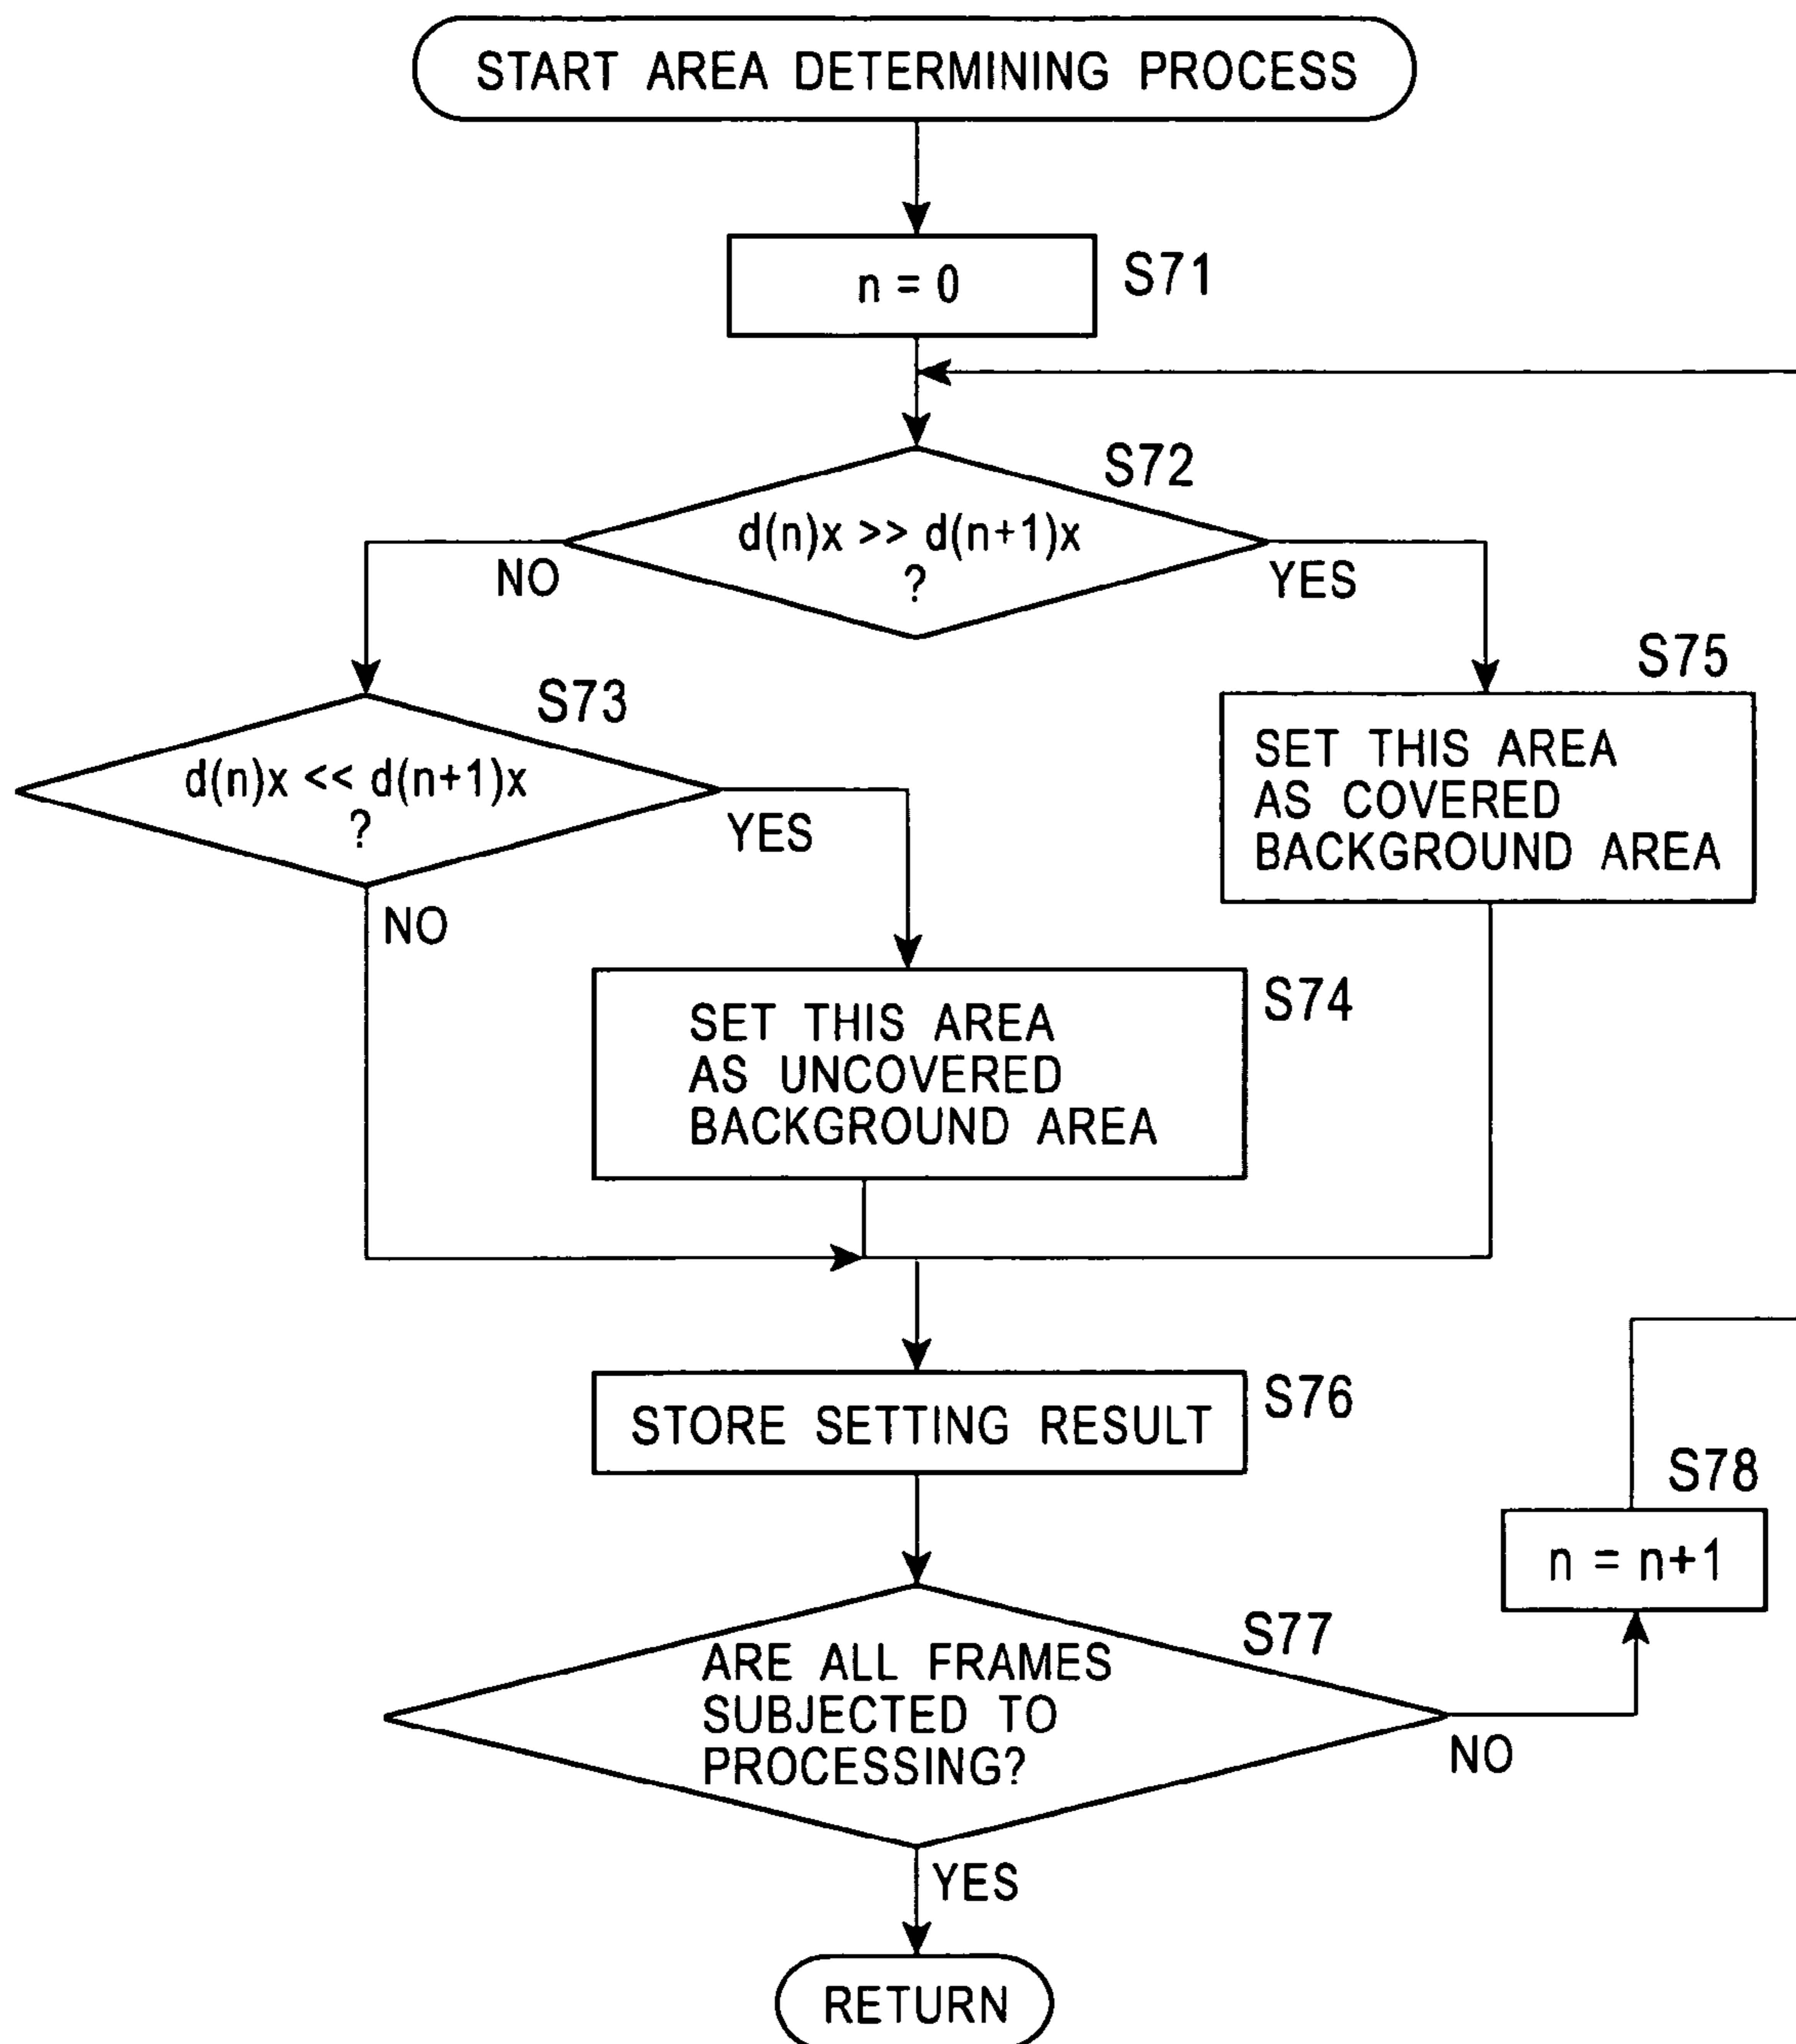 START AREA DETERMINING PROCESS
n = 0
S71
S72
d(n)x >> d(n+1)x
?
NO
YES
S73
d(n)x << d(n+1)x
?
YES
NO
S75
SET THIS AREA
AS COVERED
BACKGROUND AREA
S74
SET THIS AREA
AS UNCOVERED
BACKGROUND AREA
STORE SETTING RESULT
S76
S78
n = n+1
S77
ARE ALL FRAMES
SUBJECTED TO
PROCESSING?
NO
YES
RETURN